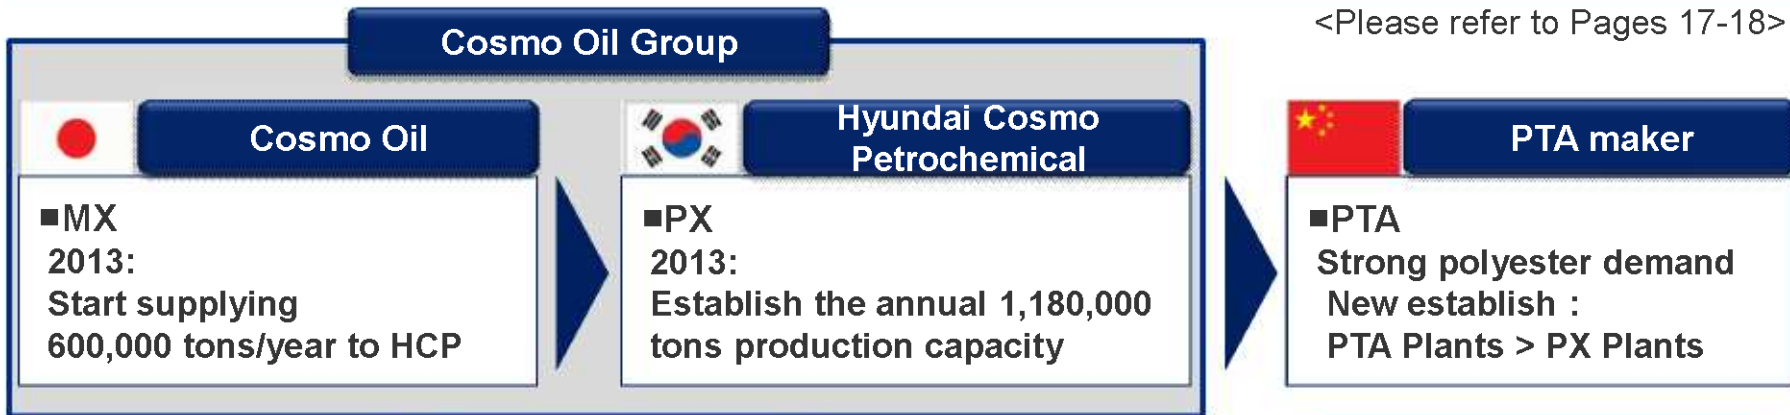 <Please refer to Pages 17-18>
Cosmo Oil Group
Cosmo Oil
■MX
2013:
Start supplying
600,000 tons/year to HCP
Hyundai Cosmo
Petrochemical
■PX
2013:
Establish the annual 1,180,000
tons production capacity
PTA maker
■PTA
Strong polyester demand
New establish :
PTA Plants > PX Plants